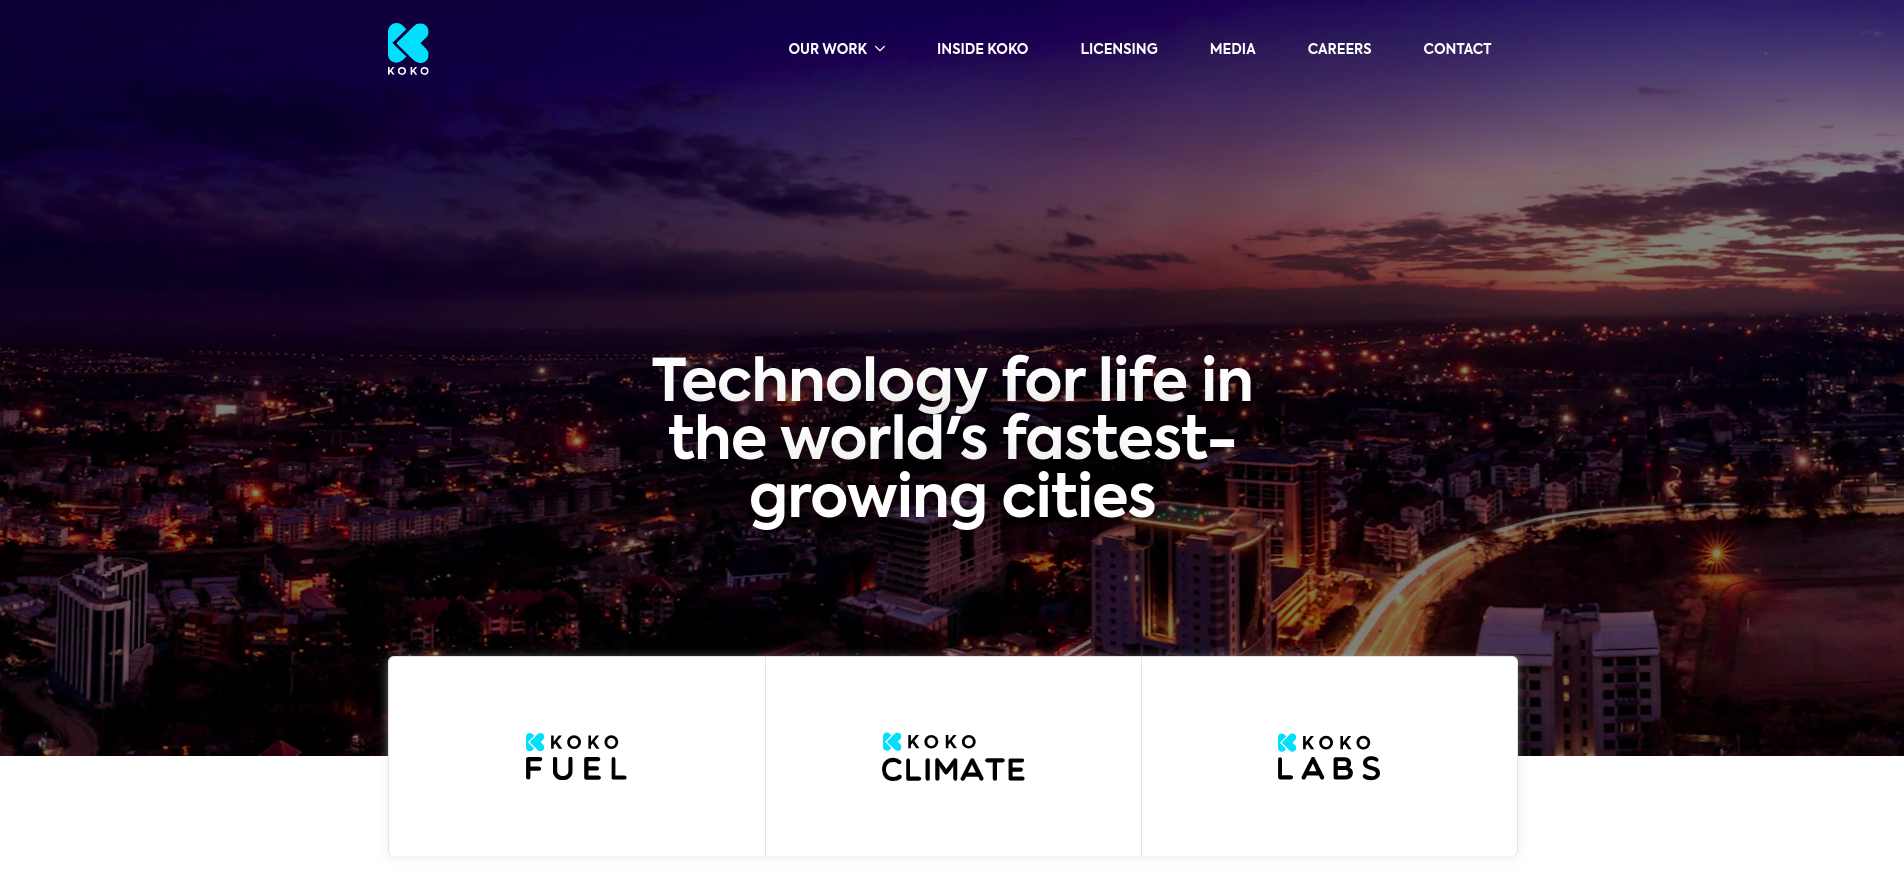 KOKO
OUR WORK
INSIDE KOKO
LICENSING
MEDIA
CAREERS
CONTACT
Technology for life in
the world's fastest-
growing cities
KOKO
FUEL
KOKO
CLIMATE
KOKO
LABS